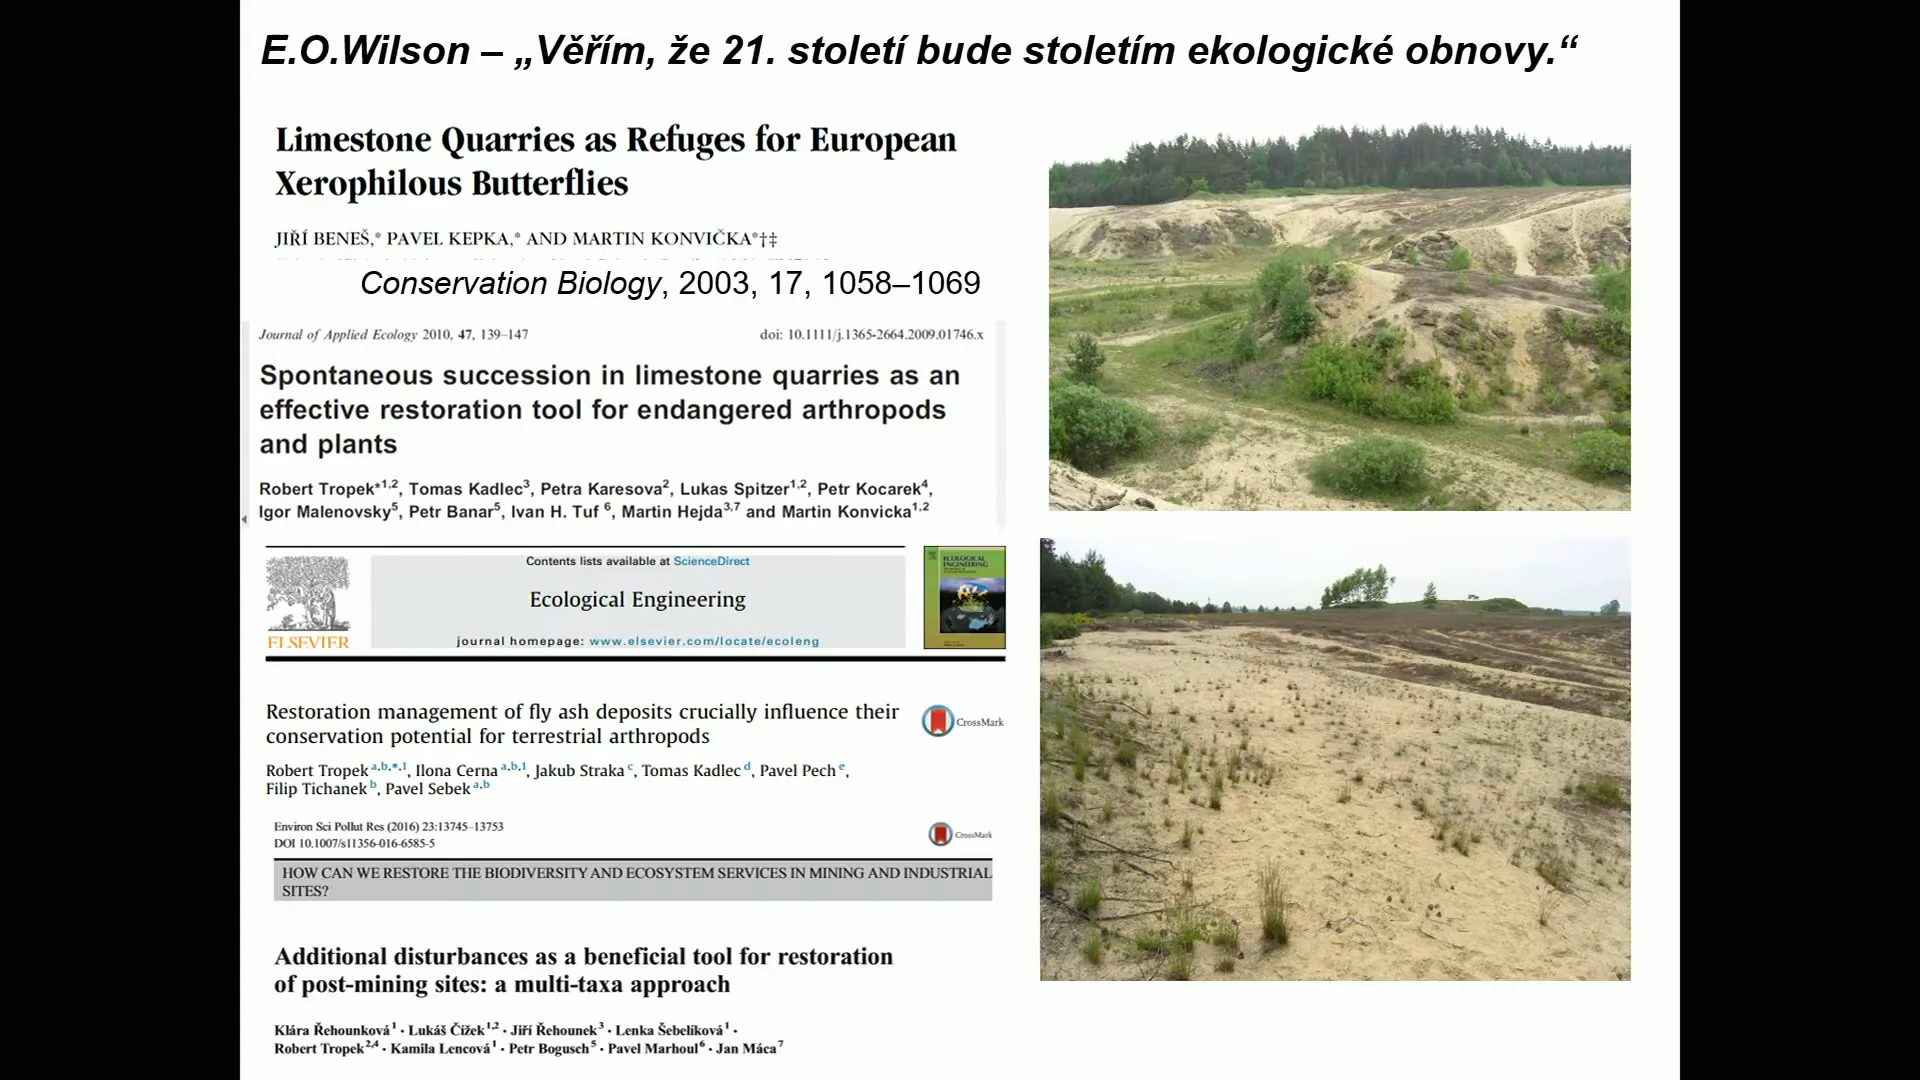 E.O.Wilson – „Věřím, že 21. století bude stoletím ekologické obnovy.“
Limestone Quarries as Refuges for European
Xerophilous Butterflies
JIŘÍ BENEŠ,* PAVEL KEPKA,* AND MARTIN KONVIČKA*†‡
Conservation Biology, 2003, 17, 1058–1069
Journal of Applied Ecology 2010, 47, 139–147 doi: 10.1111/j.1365-2664.2009.01746.x
Spontaneous succession in limestone quarries as an
effective restoration tool for endangered arthropods
and plants
Robert Tropek*1,2, Tomas Kadlec3, Petra Karesova2, Lukas Spitzer1,2, Petr Kocarek4,
Igor Malenovsky5, Petr Banar5, Ivan H. Tuf 6, Martin Hejda3,7 and Martin Konvicka1,2
Contents lists available at ScienceDirect
Ecological Engineering
journal homepage: www.elsevier.com/locate/ecoleng
ELSEVIER
ECOLOGICAL
ENGINEERING
Restoration management of fly ash deposits crucially influence their
conservation potential for terrestrial arthropods
CrossMark
Robert Tropek a,b,*,1, Ilona Cerna a,b,1, Jakub Straka c, Tomas Kadlec d, Pavel Pech e,
Filip Tichanek b, Pavel Sebek a,b
Environ Sci Pollut Res (2016) 23:13745–13753
DOI 10.1007/s11356-016-6585-5
CrossMark
HOW CAN WE RESTORE THE BIODIVERSITY AND ECOSYSTEM SERVICES IN MINING AND INDUSTRIAL
SITES?
Additional disturbances as a beneficial tool for restoration
of post-mining sites: a multi-taxa approach
Klára Řehounková1 · Lukáš Čížek1,2 · Jiří Řehounek3 · Lenka Šebelíková1 ·
Robert Tropek2,4 · Kamila Lencová1 · Petr Bogusch5 · Pavel Marhoul6 · Jan Máca7